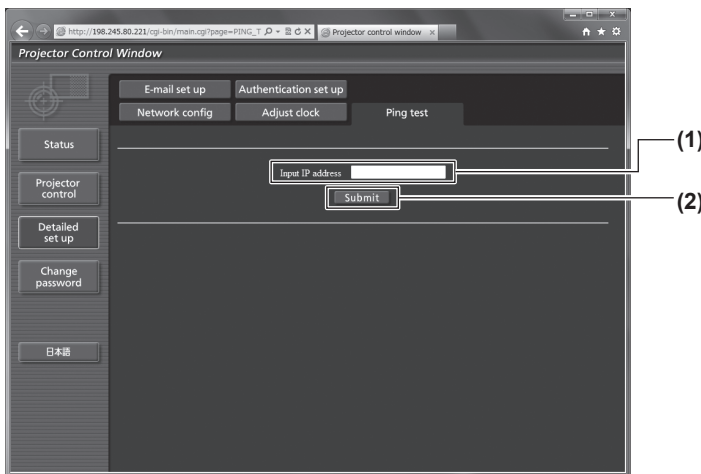 http://198.245.80.221/cgi-bin/main.cgi?page=PING_T
Projector control window
Projector Control Window
E-mail set up
Authentication set up
Network config
Adjust clock
Ping test
Status
Projector
control
Detailed
set up
Change
password
日本語
Input IP address
Submit
(1)
(2)